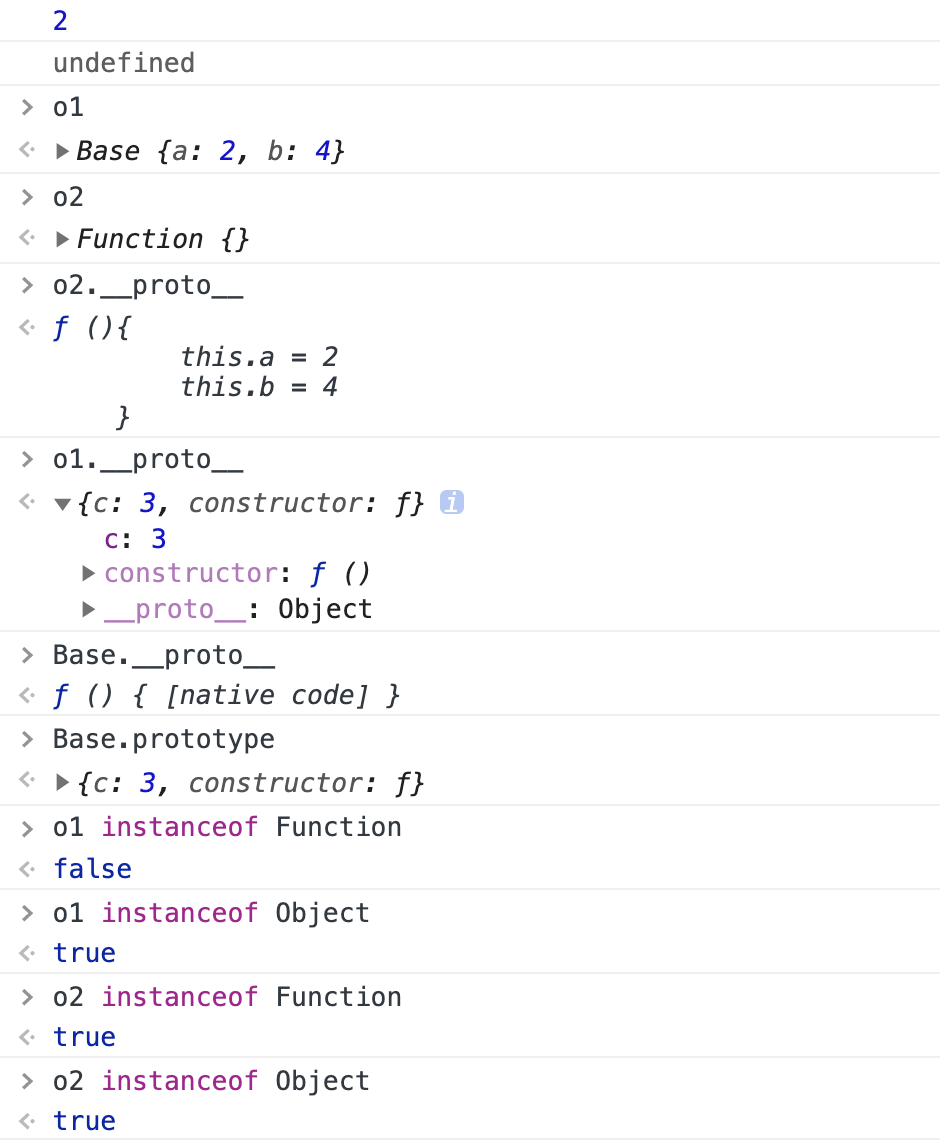 2
undefined
> o1
<· ▶Base {a: 2, b: 4}
> o2
<· ▶Function {}
> o2.__proto__
<· ƒ (){
this.a = 2
this.b = 4
}
> o1.__proto__
<· ▼{c: 3, constructor: ƒ} i
c: 3
▶constructor: ƒ ()
▶__proto__: Object
> Base.__proto__
<· ƒ () { [native code] }
> Base.prototype
<· ▶{c: 3, constructor: ƒ}
> o1 instanceof Function
<· false
> o1 instanceof Object
<· true
> o2 instanceof Function
<· true
> o2 instanceof Object
<· true